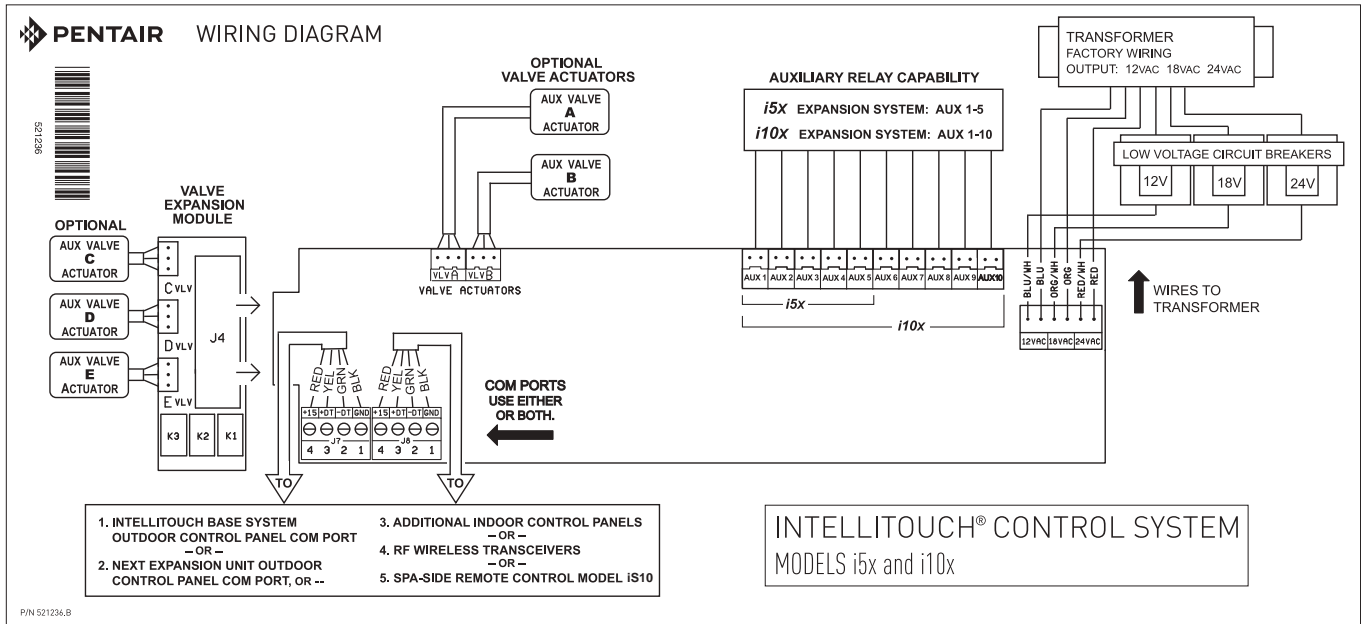 PENTAIR WIRING DIAGRAM
521236
OPTIONAL
VALVE ACTUATORS
AUX VALVE
A
ACTUATOR
AUX VALVE
B
ACTUATOR
AUXILIARY RELAY CAPABILITY
i5x EXPANSION SYSTEM: AUX 1-5
i10x EXPANSION SYSTEM: AUX 1-10
TRANSFORMER
FACTORY WIRING
OUTPUT: 12VAC 18VAC 24VAC
LOW VOLTAGE CIRCUIT BREAKERS
12V 18V 24V
VALVE
EXPANSION
MODULE
OPTIONAL
AUX VALVE
C
ACTUATOR
AUX VALVE
D
ACTUATOR
AUX VALVE
E
ACTUATOR
C VLV
D VLV
E VLV
J4
K3 K2 K1
VLV A VLV B
VALVE ACTUATORS
AUX 1 AUX 2 AUX 3 AUX 4 AUX 5 AUX 6 AUX 7 AUX 8 AUX 9 AUX10
i5x
i10x
BLU/WH BLU ORG/WH ORG RED/WH RED
12VAC 18VAC 24VAC
WIRES TO
TRANSFORMER
RED YEL GRN BLK RED YEL GRN BLK
+15 +DT -DT GND +15 +DT -DT GND
J7 J8
4 3 2 1 4 3 2 1
COM PORTS
USE EITHER
OR BOTH.
TO TO
1. INTELLITOUCH BASE SYSTEM
OUTDOOR CONTROL PANEL COM PORT
– OR –
2. NEXT EXPANSION UNIT OUTDOOR
CONTROL PANEL COM PORT, OR --
3. ADDITIONAL INDOOR CONTROL PANELS
– OR –
4. RF WIRELESS TRANSCEIVERS
– OR –
5. SPA-SIDE REMOTE CONTROL MODEL iS10
INTELLITOUCH® CONTROL SYSTEM
MODELS i5x and i10x
P/N 521236.B